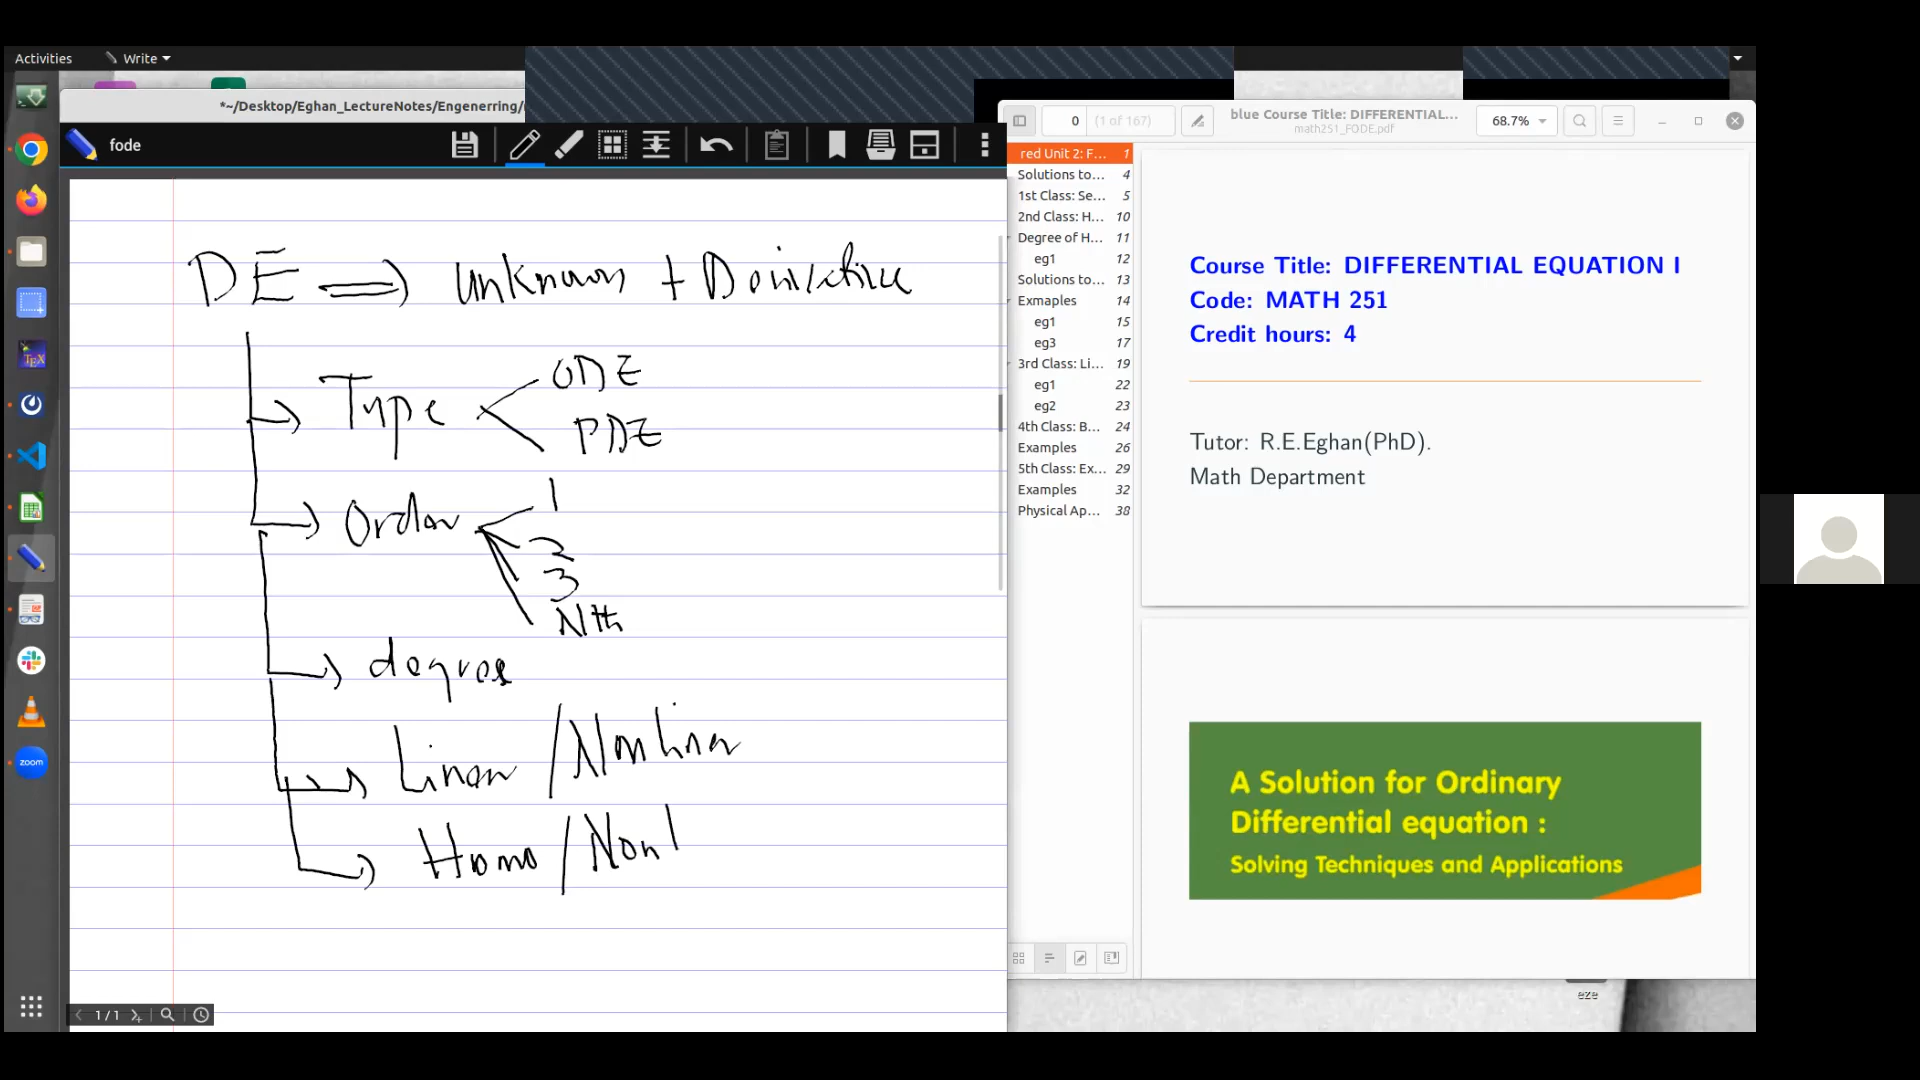 Activities
Write
*~/Desktop/Eghan_LectureNotes/Engenerring/
fode
DE ⟹ unknown + Derivative
Type
ODE
PDE
Order
1
2
3
Nth
degree
Linear / Nonlinear
Homo / Non
1/1
0
(1 of 167)
blue Course Title: DIFFERENTIAL...
math251_FODE.pdf
68.7%
red Unit 2: F... 1
Solutions to... 4
1st Class: Se... 5
2nd Class: H... 10
Degree of H... 11
eg1 12
Solutions to... 13
Exmaples 14
eg1 15
eg3 17
3rd Class: Li... 19
eg1 22
eg2 23
4th Class: B... 24
Examples 26
5th Class: Ex... 29
Examples 32
Physical Ap... 38
Course Title: DIFFERENTIAL EQUATION I
Code: MATH 251
Credit hours: 4
Tutor: R.E.Eghan(PhD).
Math Department
A Solution for Ordinary
Differential equation :
Solving Techniques and Applications
TEX
zoom
eze